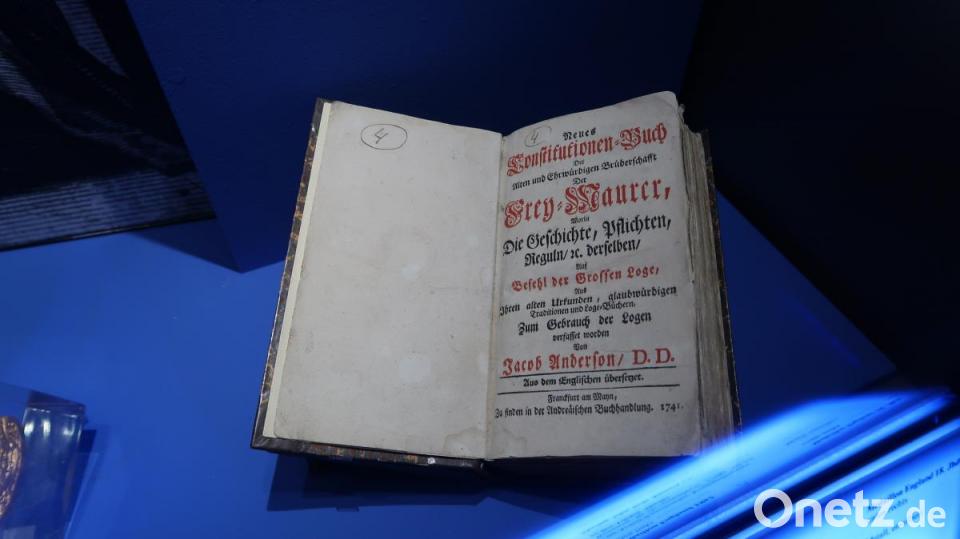 4
4
Neues
Constitutionen-Buch
Der
Alten und Ehrwürdigen Brüderschafft
Der
Frey-Maurer,
Worin
Die Geschichte, Pflichten,
Reguln/ ꝛc. derselben/
Auf
Befehl der Grossen Loge,
Aus
Ihren alten Urkunden, glaubwürdigen
Traditionen und Loge-Büchern,
Zum Gebrauch der Logen
verfasset worden
Von
Jacob Anderson/ D. D.
Aus dem Englischen übersetzet.
Franckfurt am Mayn,
Zu finden in der Andreäischen Buchhandlung. 1741.
England 18.
Onetz.de